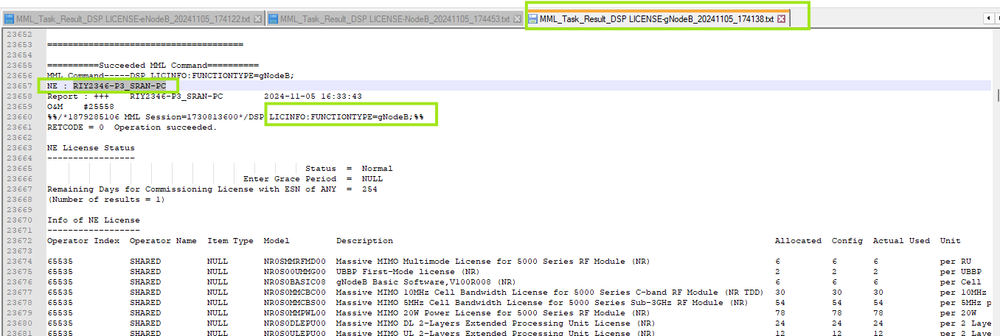 MML_Task_Result_DSP LICENSE-eNodeB_20241105_174122.txt MML_Task_Result_DSP LICENSE-NodeB_20241105_174453.txt MML_Task_Result_DSP LICENSE-gNodeB_20241105_174138.txt
23652
23653 ======================================
23654
23655 ==========Succeeded MML Command==========
23656 MML Command-----DSP LICINFO:FUNCTIONTYPE=gNodeB;
23657 NE : RIY2346-P3_SRAN-PC
23658 Report : +++ RIY2346-P3_SRAN-PC 2024-11-05 16:33:43
23659 O&M #25558
23660 %%/*1879285106 MML Session=1730813600*/DSP LICINFO:FUNCTIONTYPE=gNodeB;%%
23661 RETCODE = 0 Operation succeeded.
23662
23663 NE License Status
23664 -----------------
23665 Status = Normal
23666 Enter Grace Period = NULL
23667 Remaining Days for Commissioning License with ESN of ANY = 254
23668 (Number of results = 1)
23669
23670 Info of NE License
23671 ------------------
23672 Operator Index Operator Name Item Type Model Description Allocated Config Actual Used Unit
23673
23674 65535 SHARED NULL NR0SMMRFMD00 Massive MIMO Multimode License for 5000 Series RF Module (NR) 6 6 6 per RU
23675 65535 SHARED NULL NR0S00UMMG00 UBBP First-Mode license (NR) 2 2 2 per UBBP
23676 65535 SHARED NULL NR0S0BASIC08 gNodeB Basic Software,V100R008 (NR) 6 6 6 per Cell
23677 65535 SHARED NULL NR0S0MMCBC00 Massive MIMO 10MHz Cell Bandwidth License for 5000 Series C-band RF Module (NR TDD) 30 30 30 per 10MHz
23678 65535 SHARED NULL NR0S0MMCBS00 Massive MIMO 5MHz Cell Bandwidth License for 5000 Series Sub-3GHz RF Module (NR) 54 54 54 per 5MHz p
23679 65535 SHARED NULL NR0S0MMPWL00 Massive MIMO 20W Power License for 5000 Series RF Module (NR) 78 78 78 per 20W
23680 65535 SHARED NULL NR0S0DLEPU00 Massive MIMO DL 2-Layers Extended Processing Unit License (NR) 24 24 24 per 2 Laye
23681 65535 SHARED NULL NR0S0ULEPU00 Massive MIMO UL 2-Layers Extended Processing Unit License (NR) 12 12 12 per 2 Laye